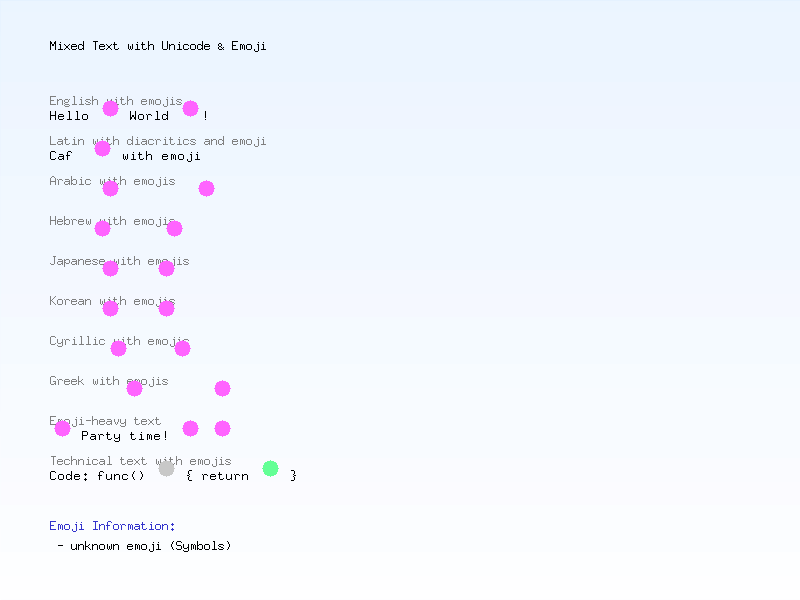 Mixed Text with Unicode & Emoji
English with emojis
Hello World !
Latin with diacritics and emoji
Caf with emoji
Arabic with emojis
Hebrew with emojis
Japanese with emojis
Korean with emojis
Cyrillic with emojis
Greek with emojis
Emoji-heavy text
Party time!
Technical text with emojis
Code: func() { return }
Emoji Information:
- unknown emoji (Symbols)